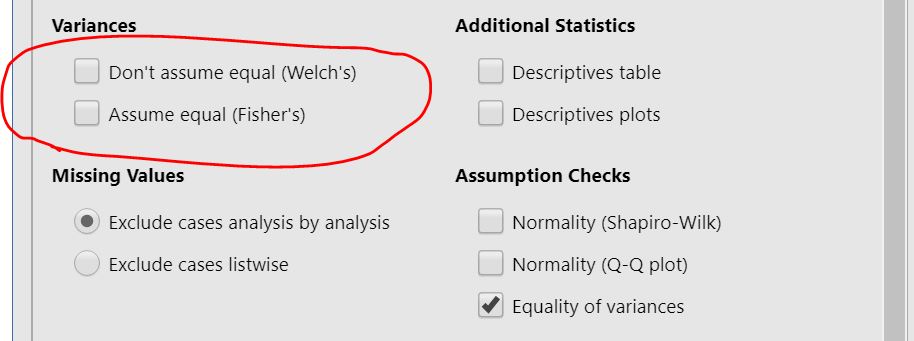 Variances
Don't assume equal (Welch's)
Assume equal (Fisher's)
Missing Values
Exclude cases analysis by analysis
Exclude cases listwise
Additional Statistics
Descriptives table
Descriptives plots
Assumption Checks
Normality (Shapiro-Wilk)
Normality (Q-Q plot)
Equality of variances